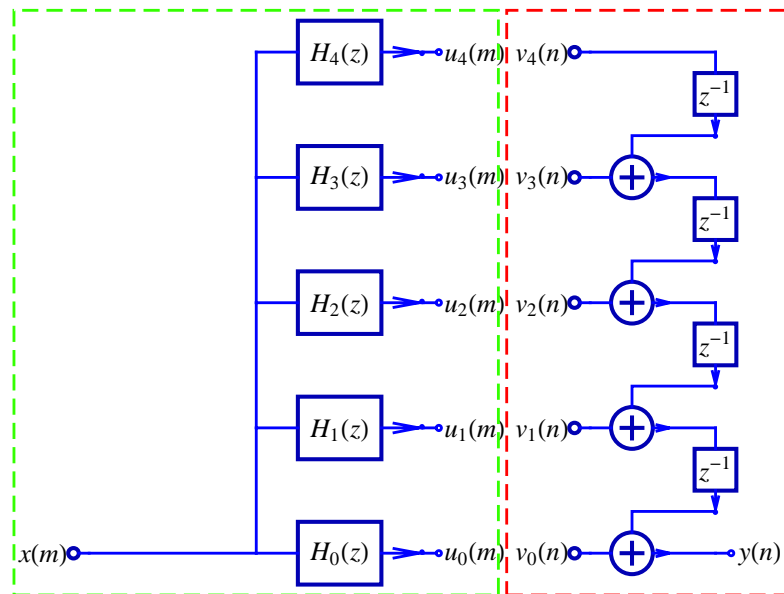 H₄(z) u₄(m) v₄(n)
z⁻¹
H₃(z) u₃(m) v₃(n)
z⁻¹
H₂(z) u₂(m) v₂(n)
z⁻¹
H₁(z) u₁(m) v₁(n)
z⁻¹
x(m) H₀(z) u₀(m) v₀(n) y(n)